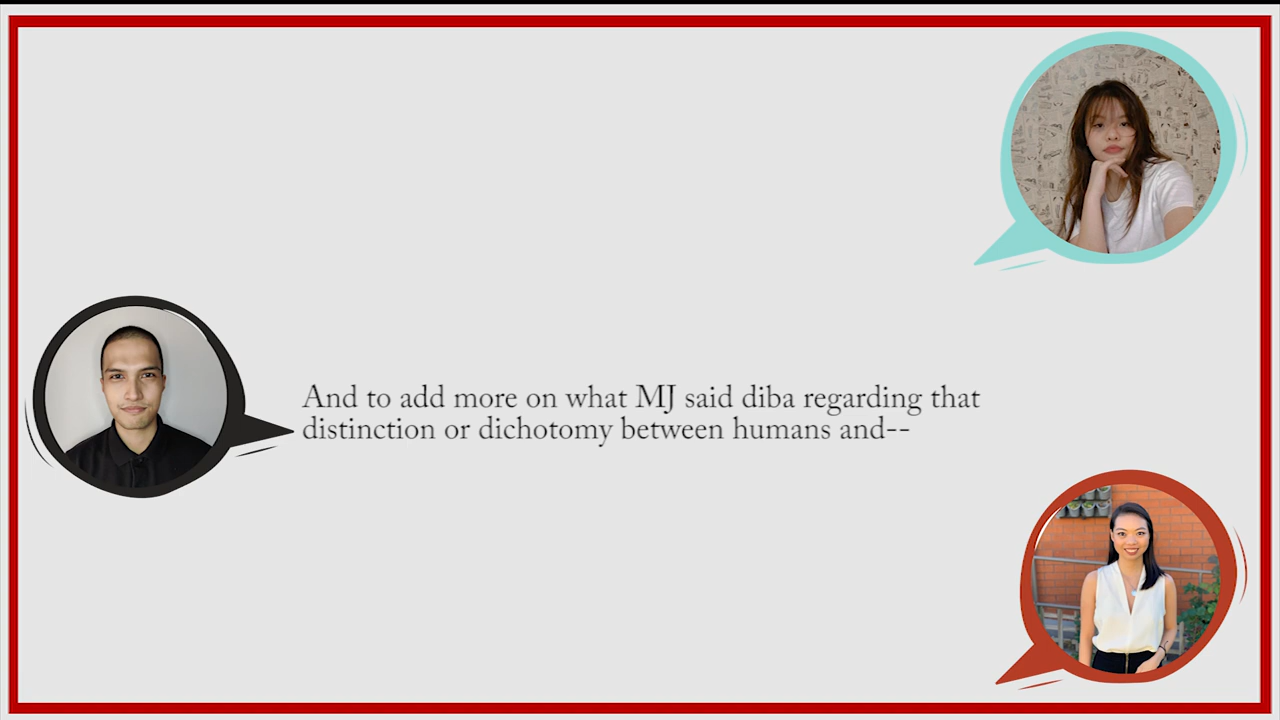 And to add more on what MJ said diba regarding that
distinction or dichotomy between humans and--